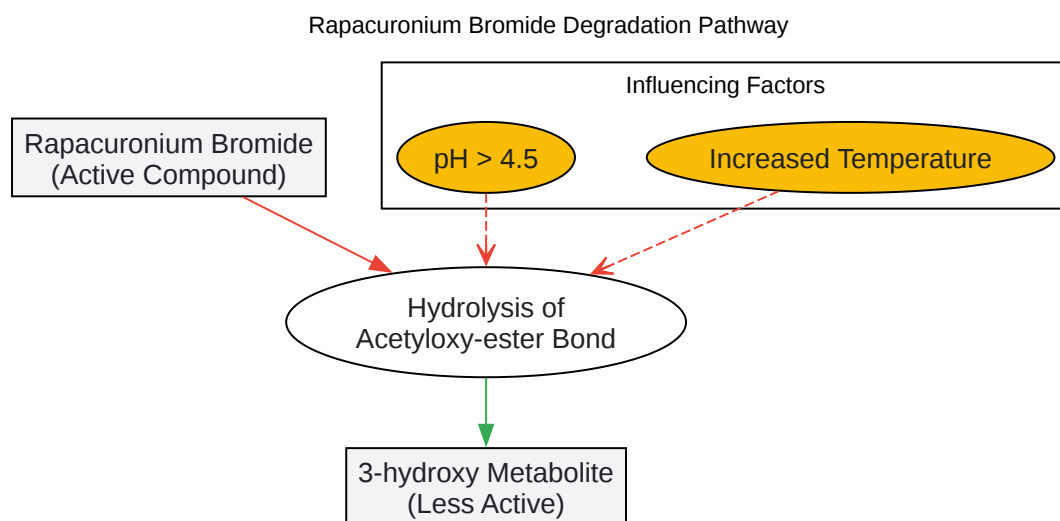 Rapacuronium Bromide Degradation Pathway
Influencing Factors
Rapacuronium Bromide
(Active Compound)
pH > 4.5
Increased Temperature
Hydrolysis of
Acetyloxy-ester Bond
3-hydroxy Metabolite
(Less Active)